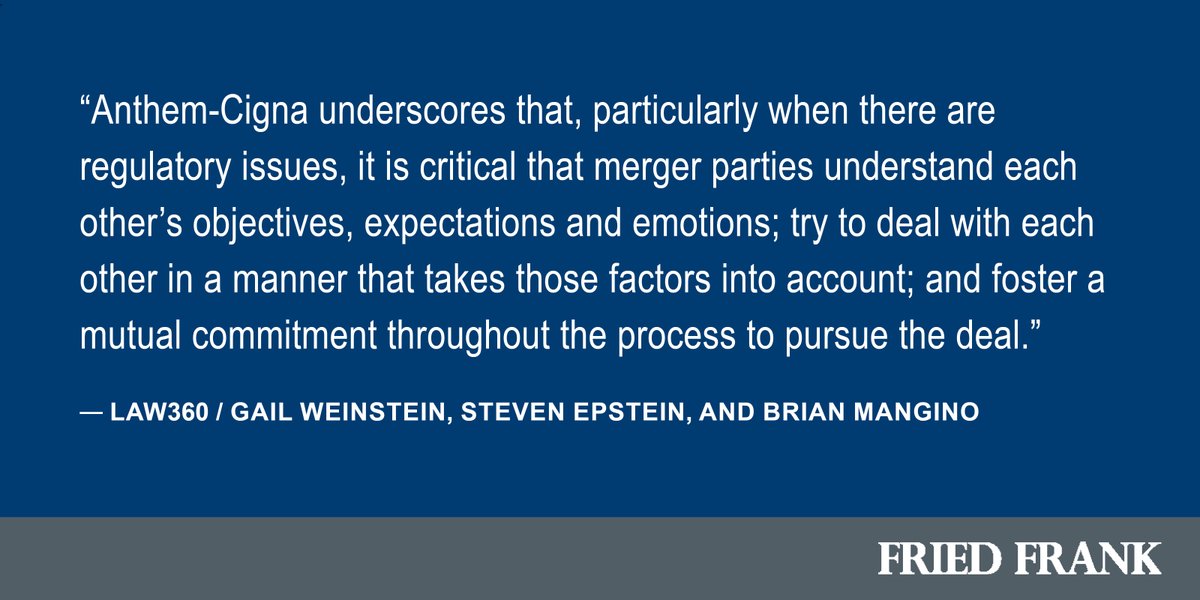 “Anthem-Cigna underscores that, particularly when there are
regulatory issues, it is critical that merger parties understand each
other’s objectives, expectations and emotions; try to deal with each
other in a manner that takes those factors into account; and foster a
mutual commitment throughout the process to pursue the deal.”
— LAW360 / GAIL WEINSTEIN, STEVEN EPSTEIN, AND BRIAN MANGINO
FRIED FRANK